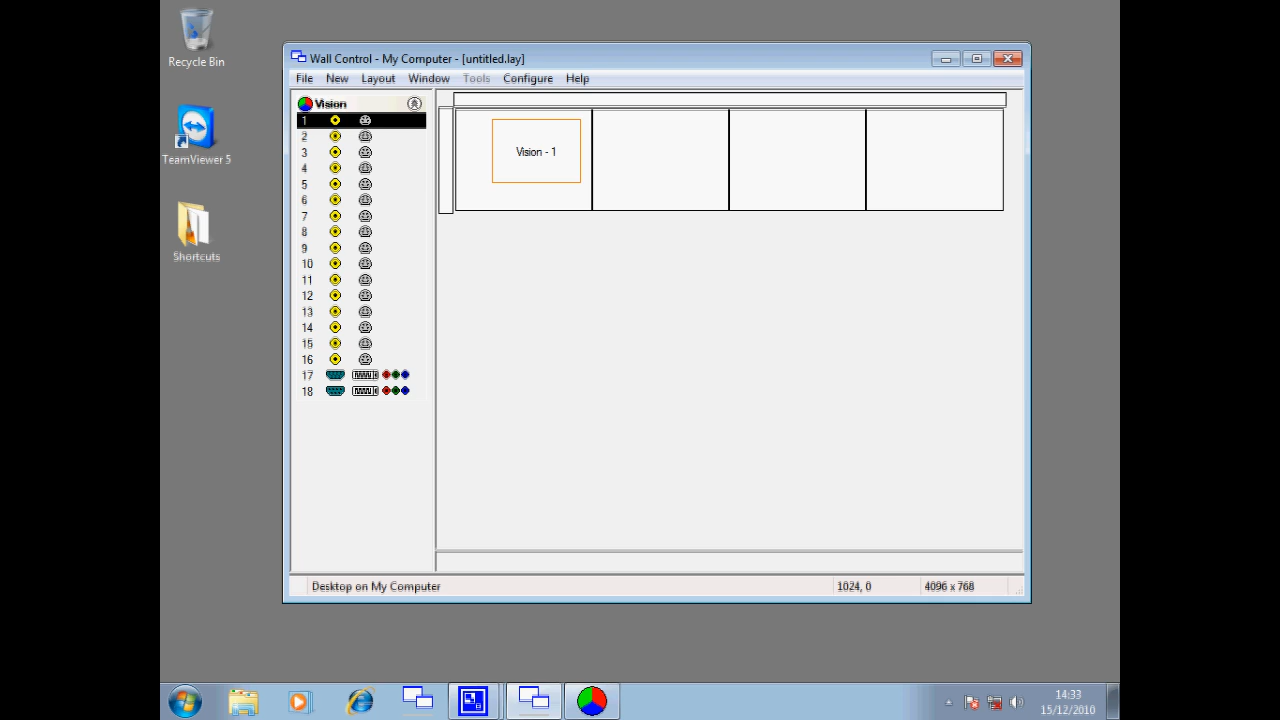 Recycle Bin
TeamViewer 5
Shortcuts
Wall Control - My Computer - [untitled.lay]
File New Layout Window Tools Configure Help
Vision
1
2
3
4
5
6
7
8
9
10
11
12
13
14
15
16
17
18
Vision - 1
Desktop on My Computer 1024, 0 4096 x 768
14:33
15/12/2010